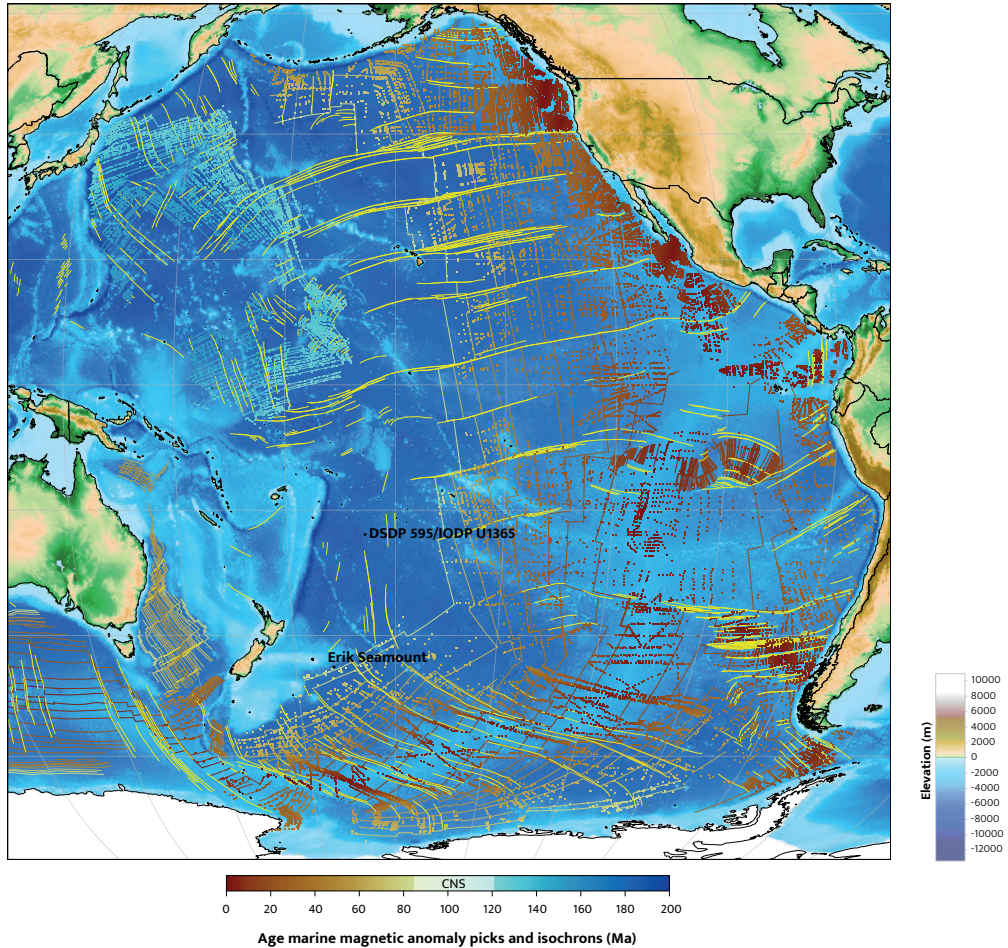 DSDP 595/IODP U1365
Erik Seamount
10000
8000
6000
4000
2000
0
-2000
-4000
-6000
-8000
-10000
-12000
Elevation (m)
CNS
0 20 40 60 80 100 120 140 160 180 200
Age marine magnetic anomaly picks and isochrons (Ma)